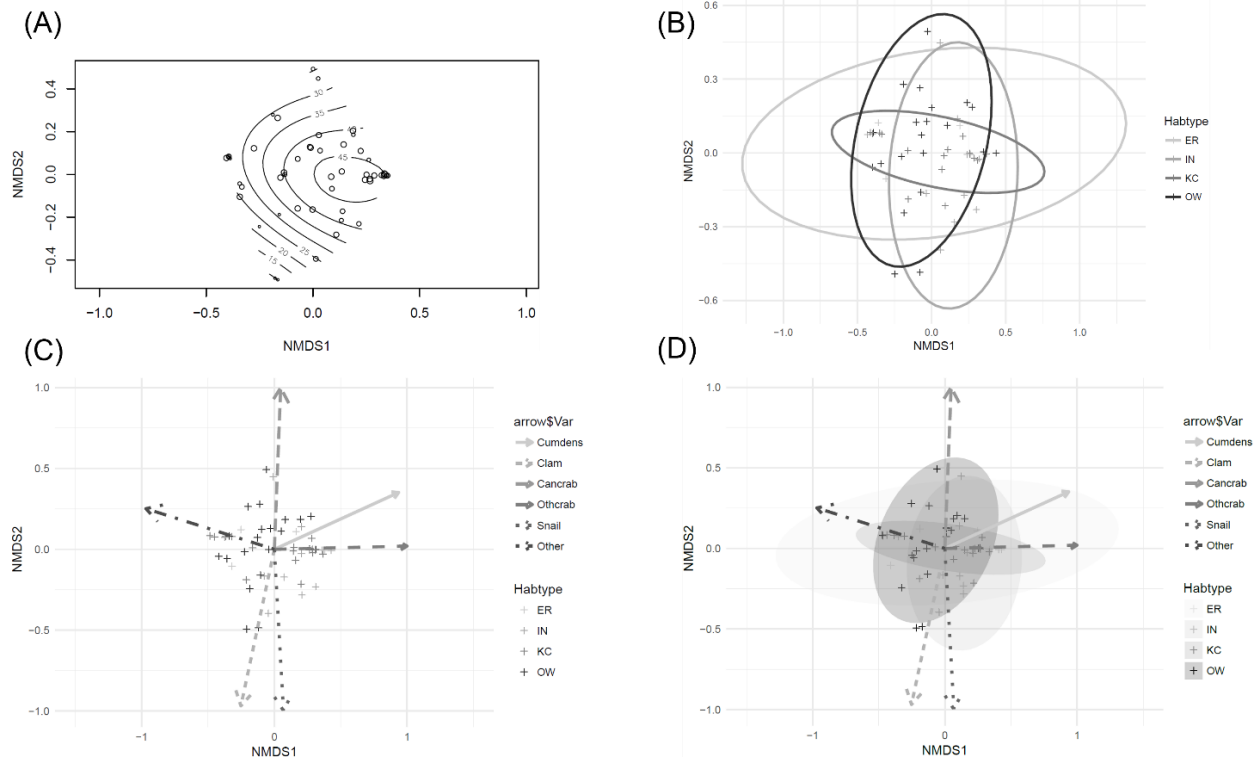 (A)
0.4
0.2
0.0
−0.2
−0.4
NMDS2
30
35
40
45
25
20
15
−1.0
−0.5
0.0
0.5
1.0
NMDS1
(B)
0.6
0.3
0.0
−0.3
−0.6
NMDS2
−1.0
−0.5
0.0
0.5
1.0
NMDS1
Habtype
ER
IN
KC
OW
(C)
1.0
0.5
0.0
−0.5
−1.0
NMDS2
−1
0
1
NMDS1
arrow$Var
Cumdens
Clam
Cancrab
Othcrab
Snail
Other
Habtype
ER
IN
KC
OW
(D)
1.0
0.5
0.0
−0.5
−1.0
NMDS2
−1
0
1
NMDS1
arrow$Var
Cumdens
Clam
Cancrab
Othcrab
Snail
Other
Habtype
ER
IN
KC
OW